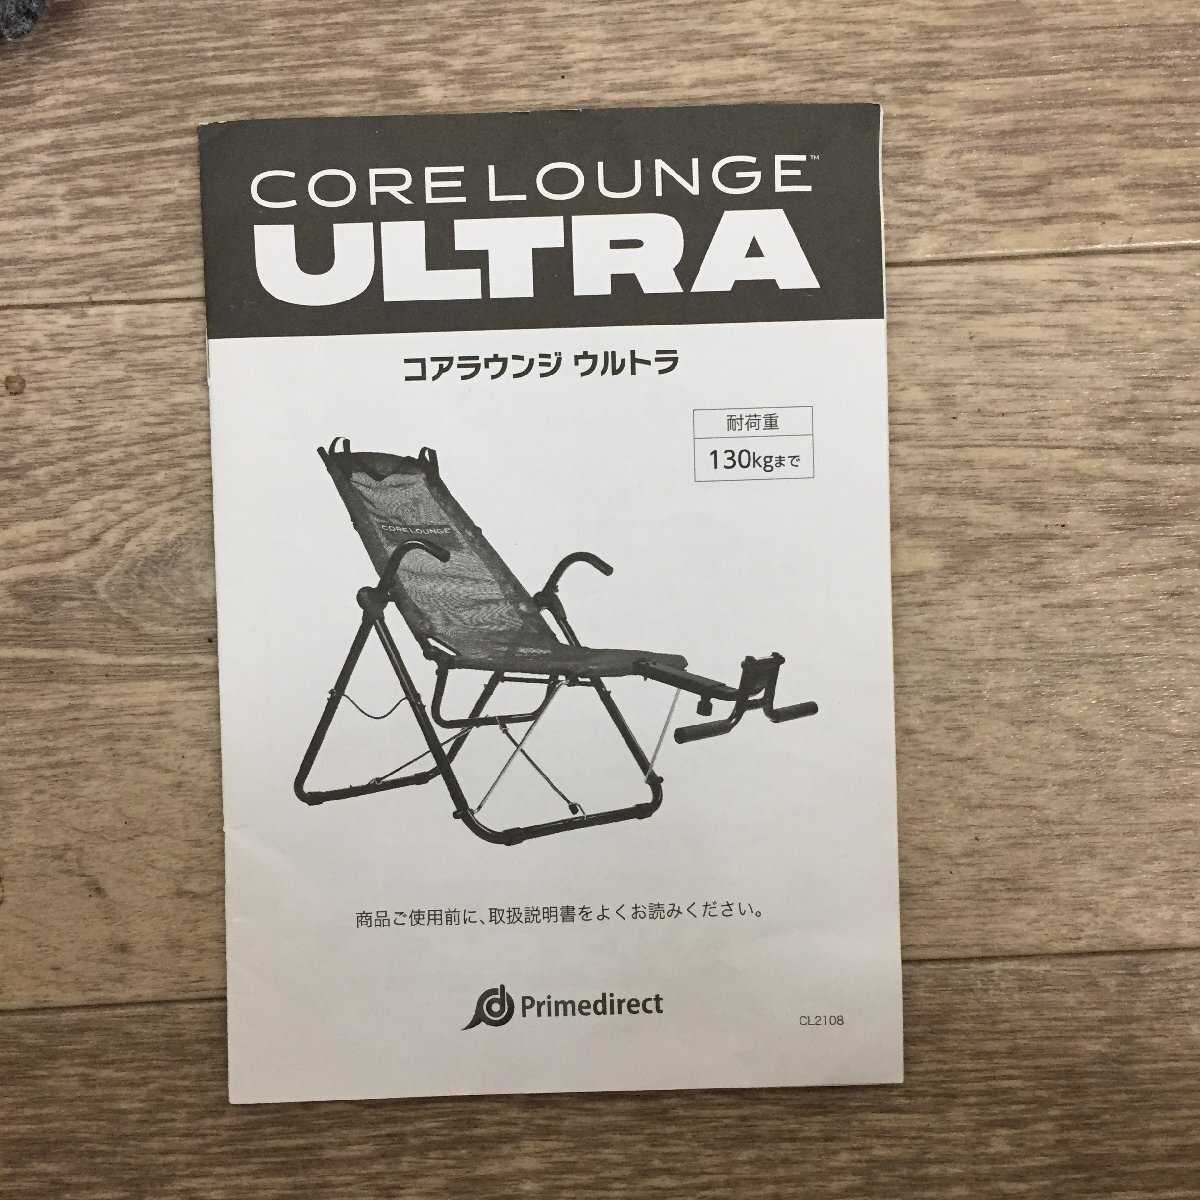 CORE LOUNGE™
ULTRA
コアラウンジ ウルトラ
耐荷重
130kgまで
CORE LOUNGE
商品ご使用前に、取扱説明書をよくお読みください。
Primedirect
CL2108